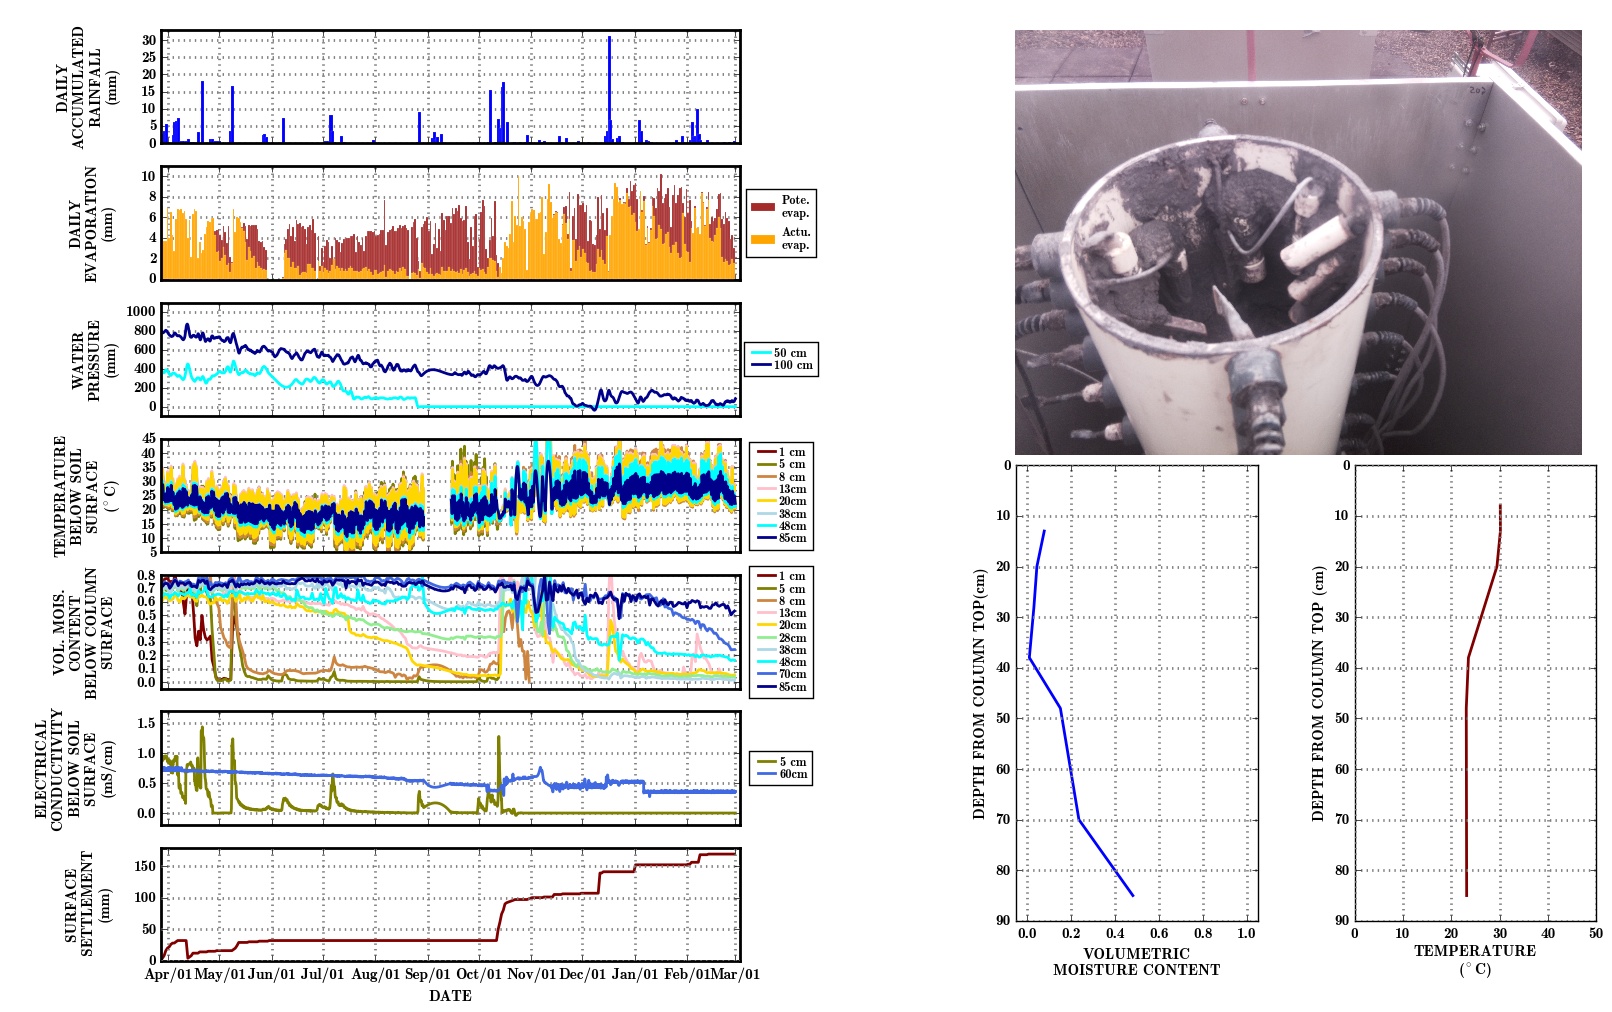 DAILY
ACCUMULATED
RAINFALL
(mm)
30
25
20
15
10
5
0
DAILY
EVAPORATION
(mm)
10
8
6
4
2
0
Pote.
evap.
Actu.
evap.
WATER
PRESSURE
(mm)
1000
800
600
400
200
0
50 cm
100 cm
TEMPERATURE
BELOW SOIL
SURFACE
(°C)
45
40
35
30
25
20
15
10
5
1 cm
5 cm
8 cm
13cm
20cm
38cm
48cm
85cm
VOL. MOIS.
CONTENT
BELOW COLUMN
SURFACE
0.8
0.7
0.6
0.5
0.4
0.3
0.2
0.1
0.0
1 cm
5 cm
8 cm
13cm
20cm
28cm
38cm
48cm
70cm
85cm
ELECTRICAL
CONDUCTIVITY
BELOW SOIL
SURFACE
(mS/cm)
1.5
1.0
0.5
0.0
5 cm
60cm
SURFACE
SETTLEMENT
(mm)
150
100
50
0
Apr/01 May/01 Jun/01 Jul/01 Aug/01 Sep/01 Oct/01 Nov/01 Dec/01 Jan/01 Feb/01 Mar/01
DATE
DEPTH FROM COLUMN TOP(cm)
0
10
20
30
40
50
60
70
80
90
0.0 0.2 0.4 0.6 0.8 1.0
VOLUMETRIC
MOISTURE CONTENT
DEPTH FROM COLUMN TOP (cm)
0
10
20
30
40
50
60
70
80
90
0 10 20 30 40 50
TEMPERATURE
(°C)